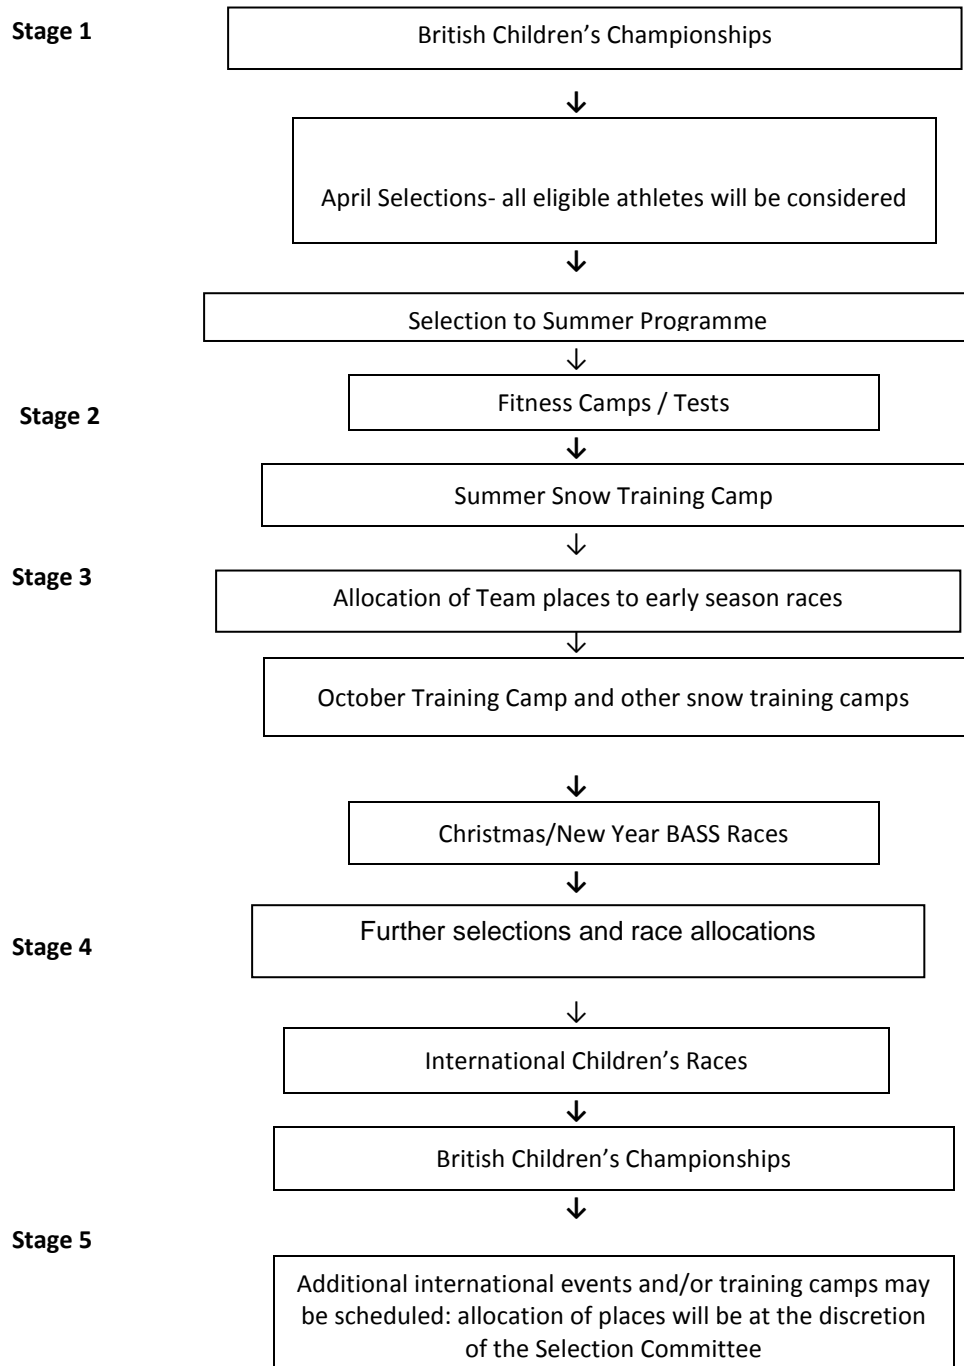 Stage 1
British Children’s Championships
April Selections- all eligible athletes will be considered
Selection to Summer Programme
Stage 2
Fitness Camps / Tests
Summer Snow Training Camp
Stage 3
Allocation of Team places to early season races
October Training Camp and other snow training camps
Christmas/New Year BASS Races
Stage 4
Further selections and race allocations
International Children’s Races
British Children’s Championships
Stage 5
Additional international events and/or training camps may
be scheduled: allocation of places will be at the discretion
of the Selection Committee